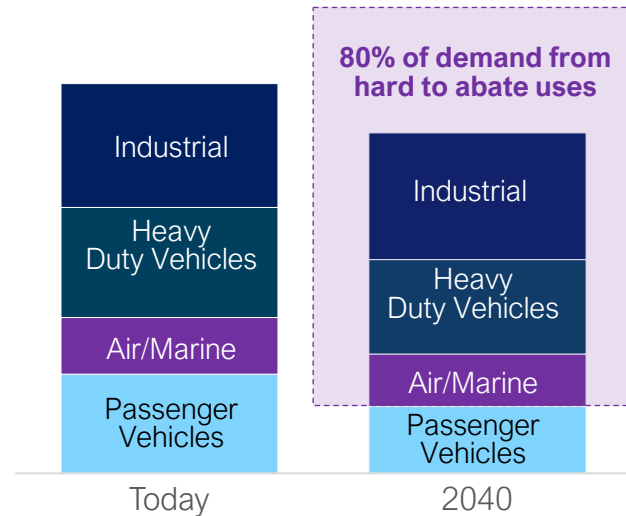 80% of demand from
hard to abate uses
Industrial
Heavy
Duty Vehicles
Air/Marine
Passenger
Vehicles
Industrial
Heavy
Duty Vehicles
Air/Marine
Passenger
Vehicles
Today
2040